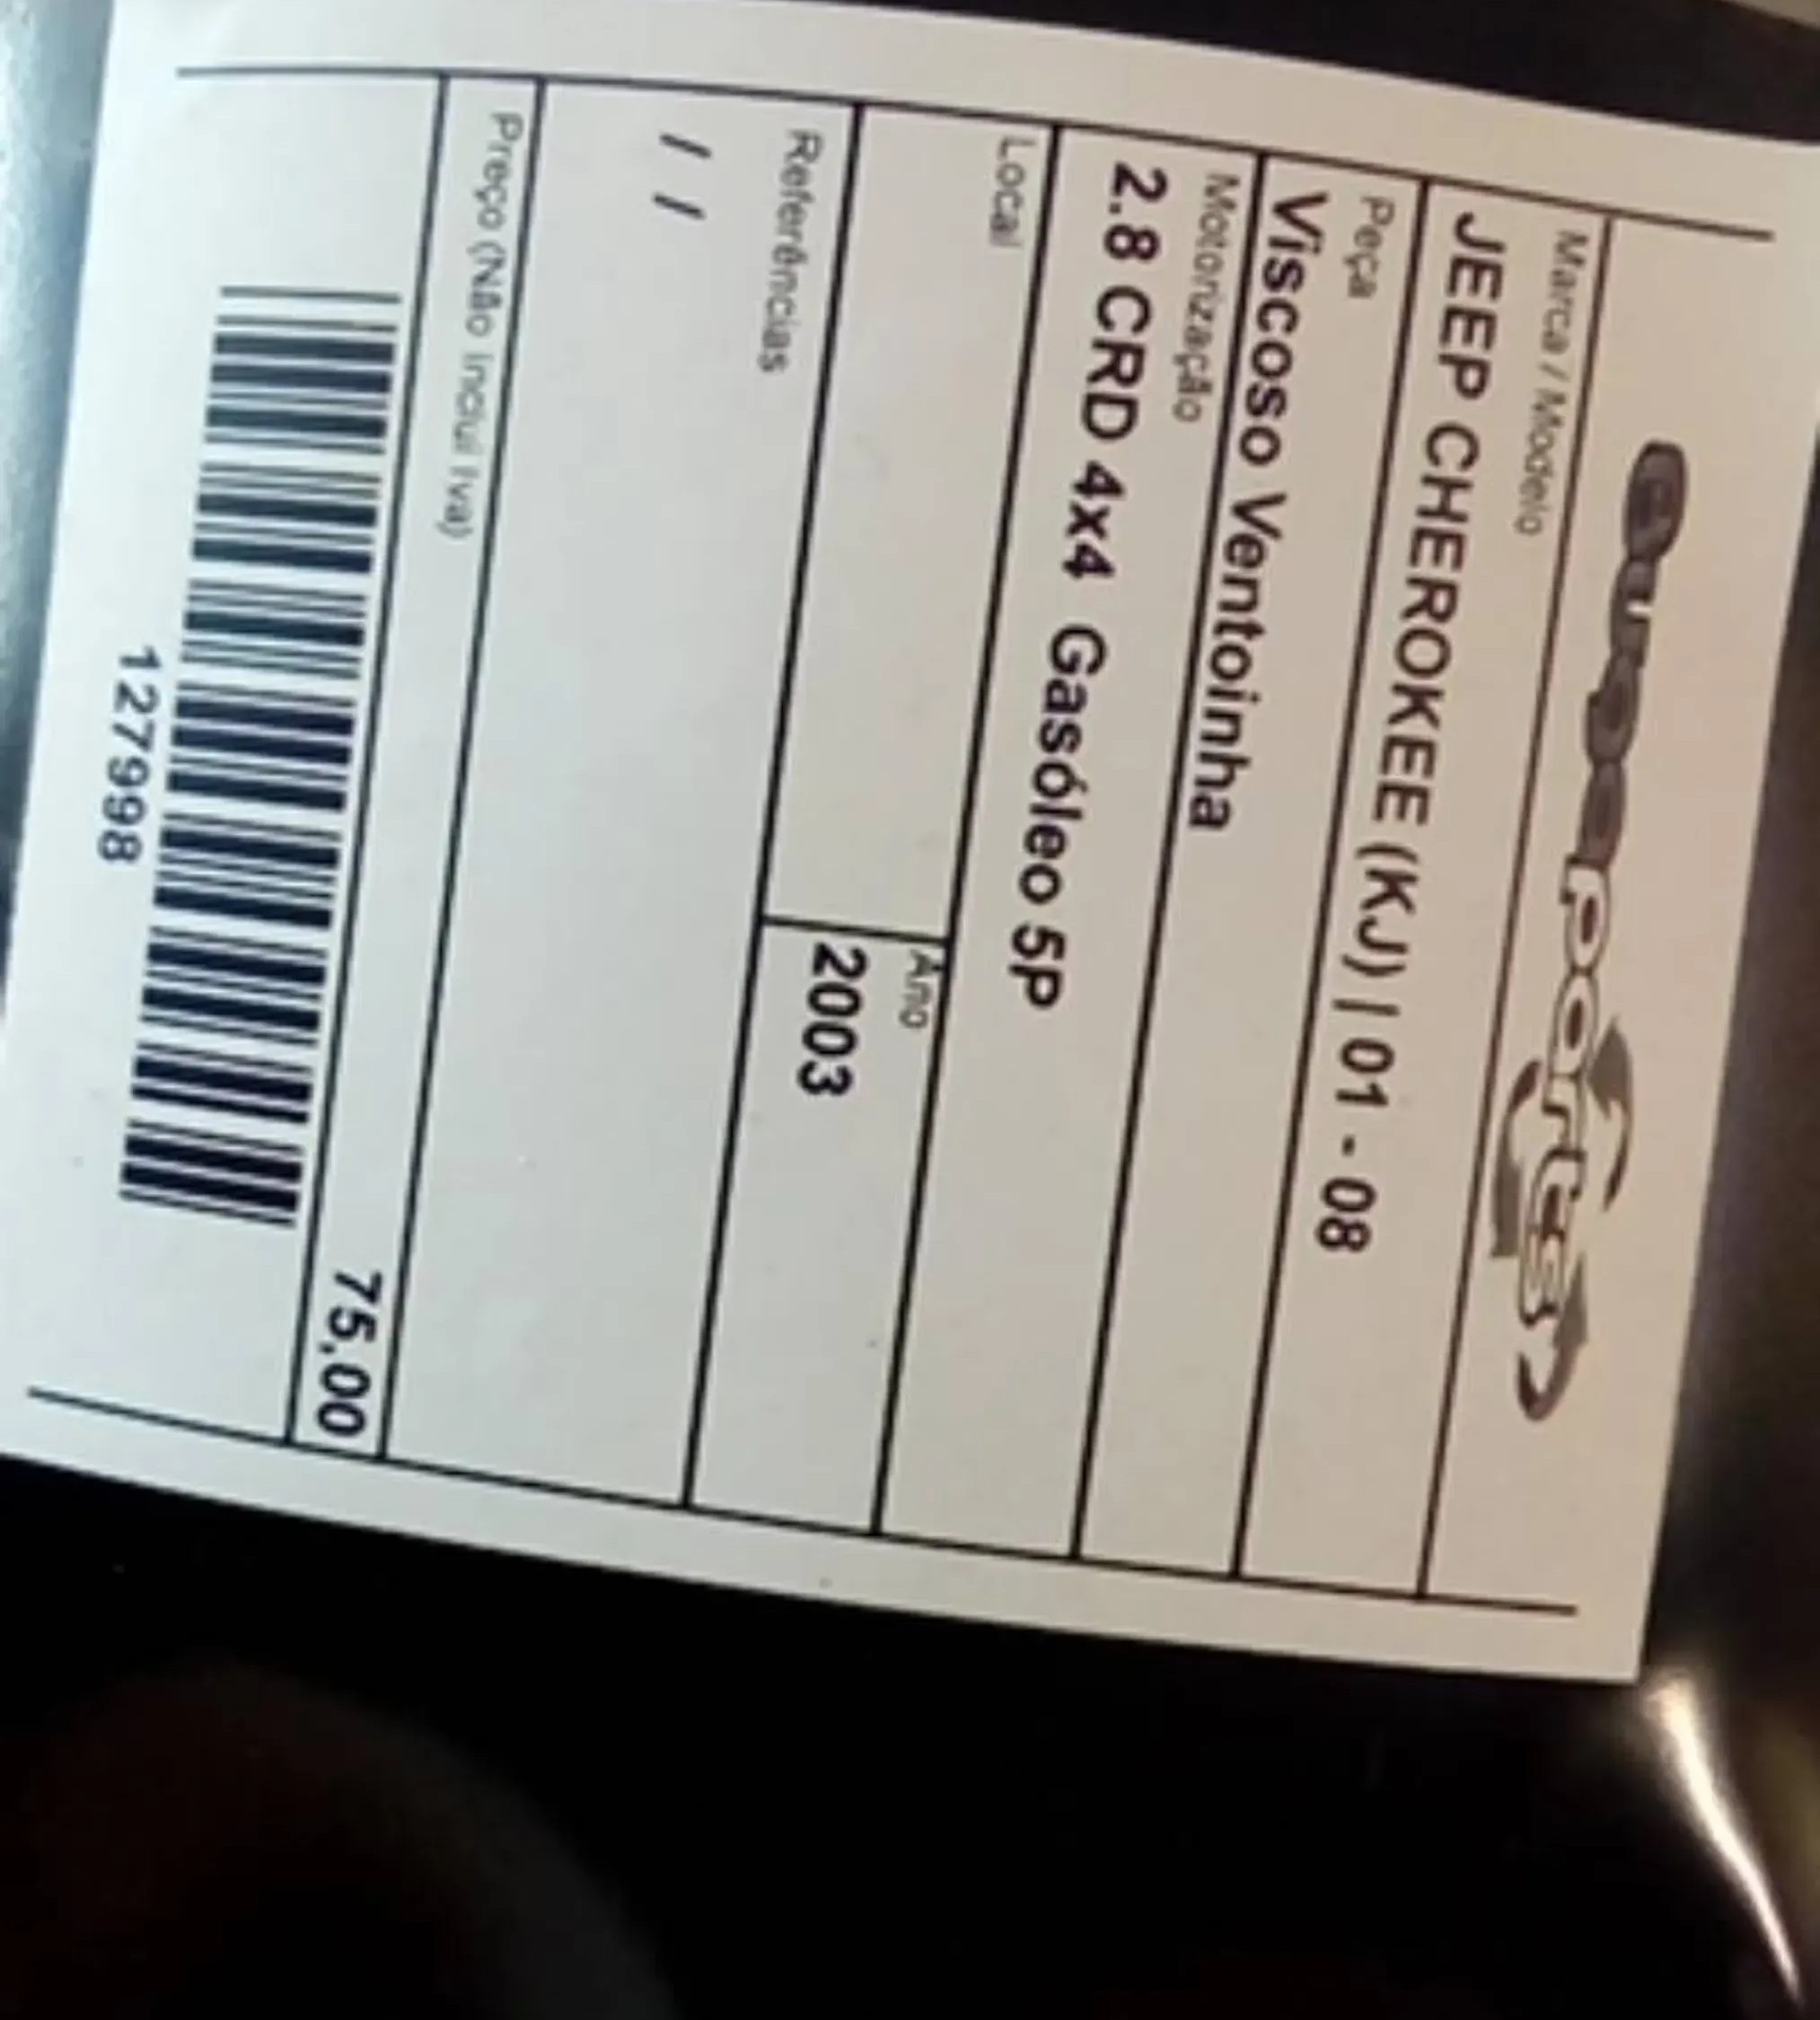 Europeparts
Marca / Modelo
JEEP CHEROKEE (KJ) | 01 - 08
Peça
Viscoso Ventoinha
Motorização
2.8 CRD 4x4 Gasóleo 5P
Local
Ano
2003
Referências
/ /
Preço (Não inclui Iva)
75,00
127998